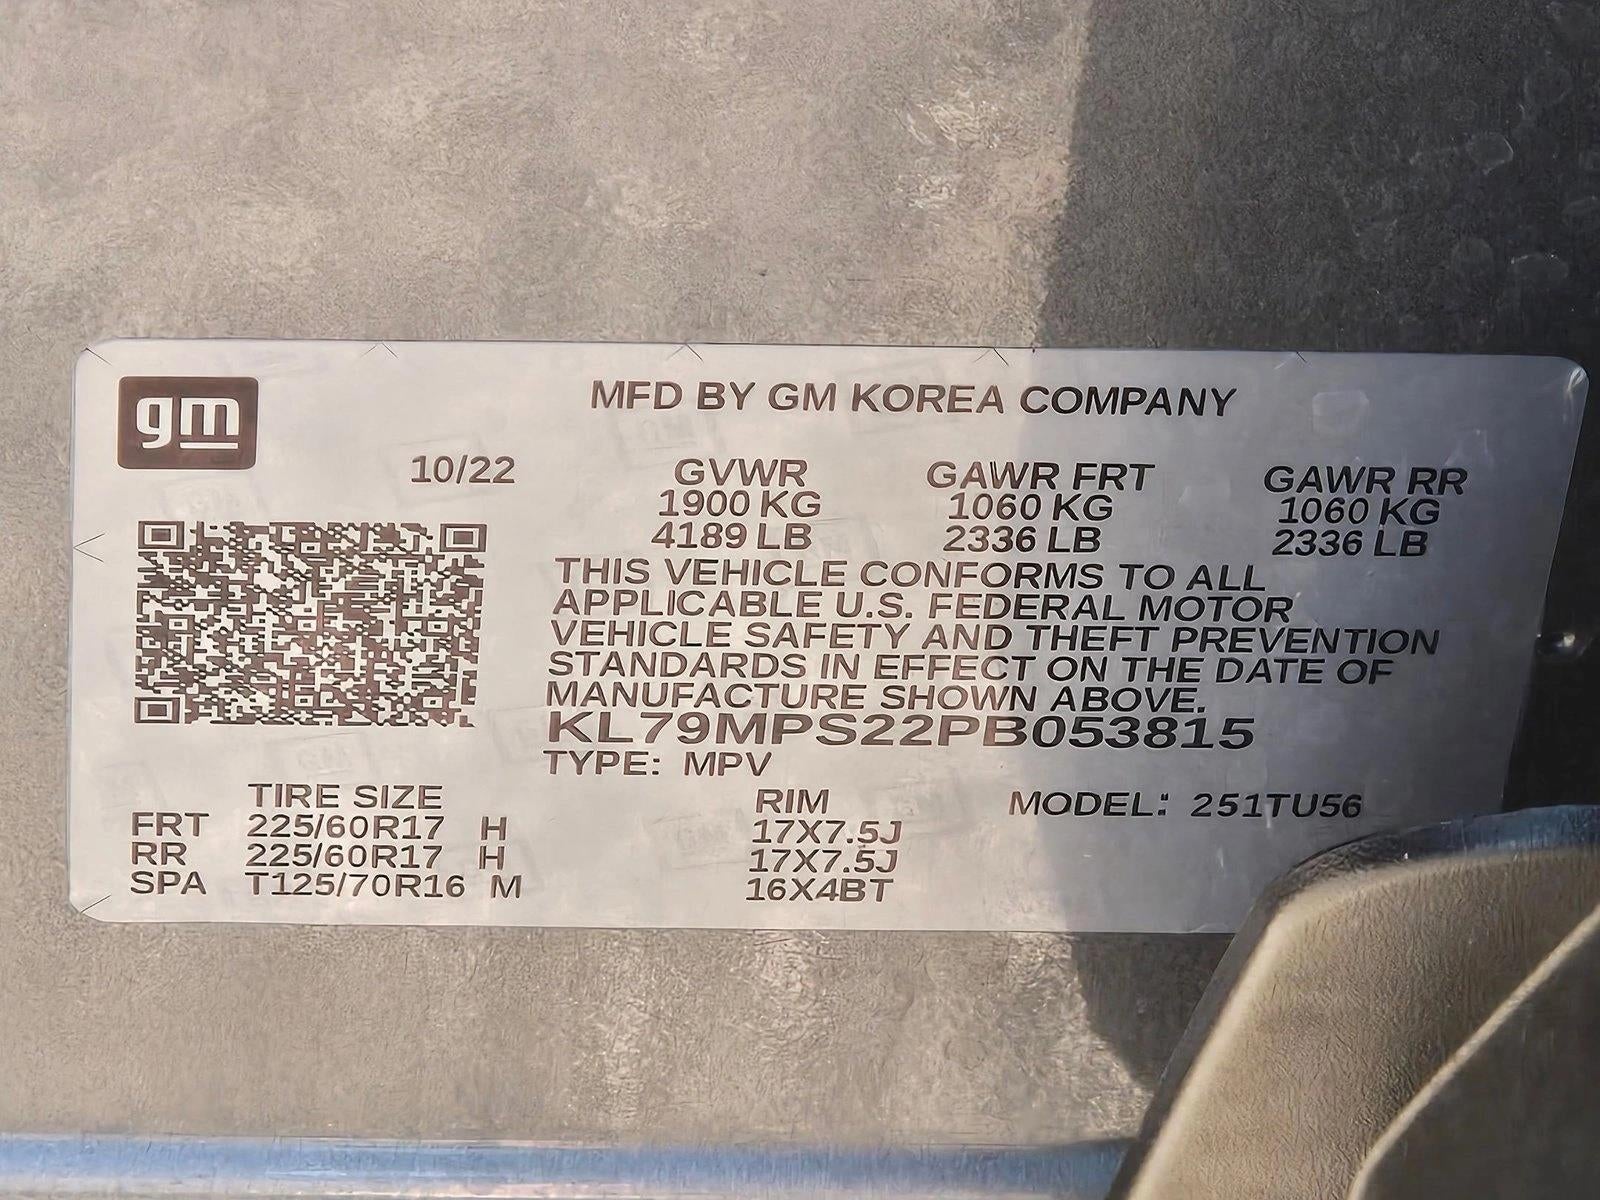 gm
MFD BY GM KOREA COMPANY
10/22 GVWR GAWR FRT GAWR RR
1900 KG 1060 KG 1060 KG
4189 LB 2336 LB 2336 LB
THIS VEHICLE CONFORMS TO ALL
APPLICABLE U.S. FEDERAL MOTOR
VEHICLE SAFETY AND THEFT PREVENTION
STANDARDS IN EFFECT ON THE DATE OF
MANUFACTURE SHOWN ABOVE.
KL79MPS22PB053815
TYPE: MPV
TIRE SIZE RIM MODEL: 251TU56
FRT 225/60R17 H 17X7.5J
RR 225/60R17 H 17X7.5J
SPA T125/70R16 M 16X4BT